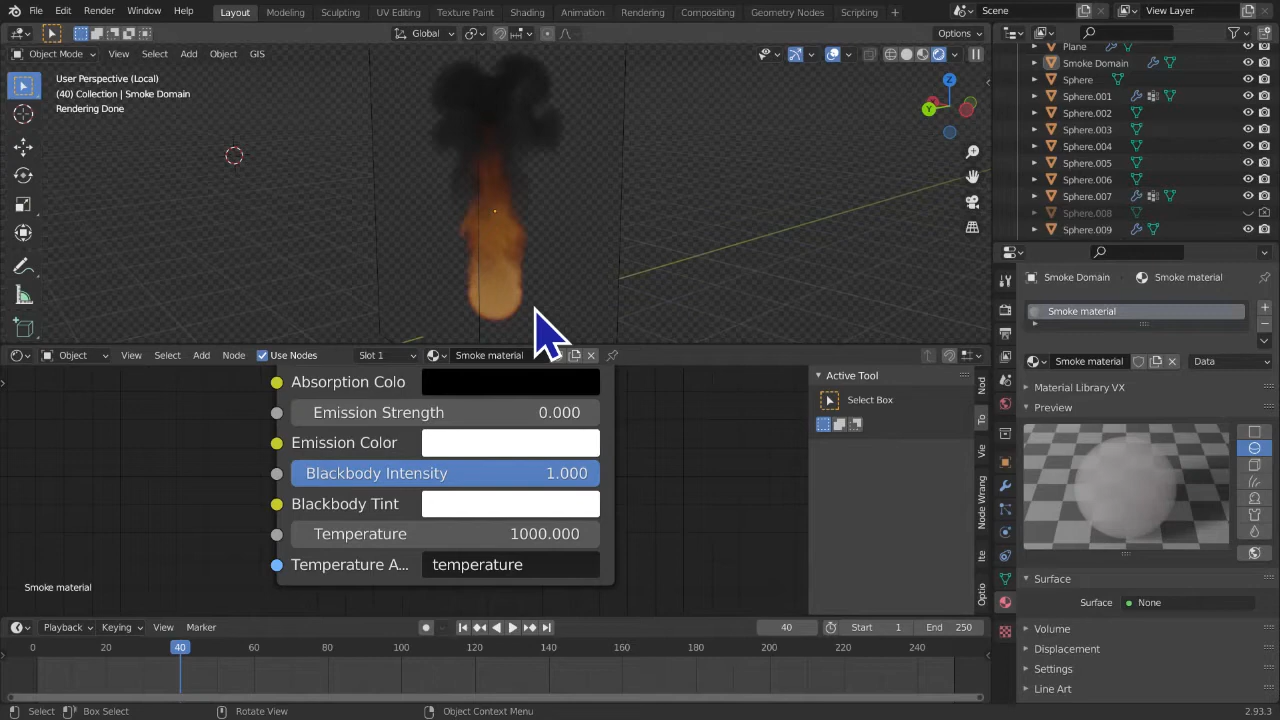 File Edit Render Window Help Layout Modeling Sculpting UV Editing Texture Paint Shading Animation Rendering Compositing Geometry Nodes Scripting + Scene View Layer
Global Options
Object Mode View Select Add Object GIS
User Perspective (Local)
(40) Collection | Smoke Domain
Rendering Done
Z
Y
Plane
Smoke Domain
Sphere
Sphere.001
Sphere.002
Sphere.003
Sphere.004
Sphere.005
Sphere.006
Sphere.007
Sphere.008
Sphere.009
Object View Select Add Node Use Nodes Slot 1 Smoke material
Absorption Colo
Emission Strength 0.000
Emission Color
Blackbody Intensity 1.000
Blackbody Tint
Temperature 1000.000
Temperature A... temperature
Smoke material
Active Tool
Select Box
Nod
To
Vie
Node Wrang
Ite
Optio
Smoke Domain Smoke material
Smoke material
Smoke material Data
Material Library VX
Preview
Surface
Surface None
Volume
Displacement
Settings
Line Art
Playback Keying View Marker 40 Start 1 End 250
0 20 40 60 80 100 120 140 160 180 200 220 240
Select Box Select Rotate View Object Context Menu 2.93.3